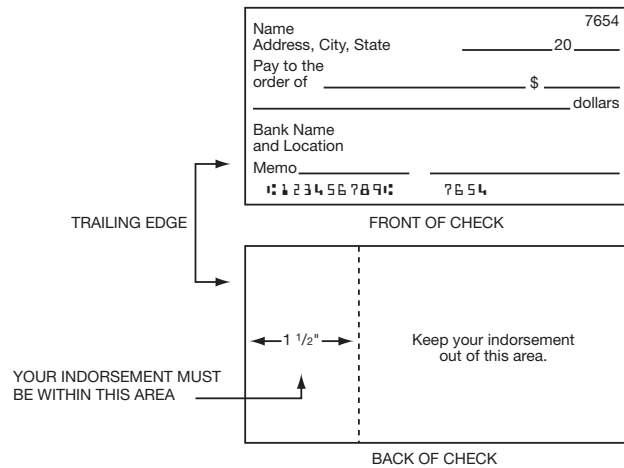 7654
Name
Address, City, State 20
Pay to the
order of $
dollars
Bank Name
and Location
Memo
⑆123456789⑆ 7654
TRAILING EDGE
FRONT OF CHECK
1 1/2"
Keep your indorsement
out of this area.
YOUR INDORSEMENT MUST
BE WITHIN THIS AREA
BACK OF CHECK